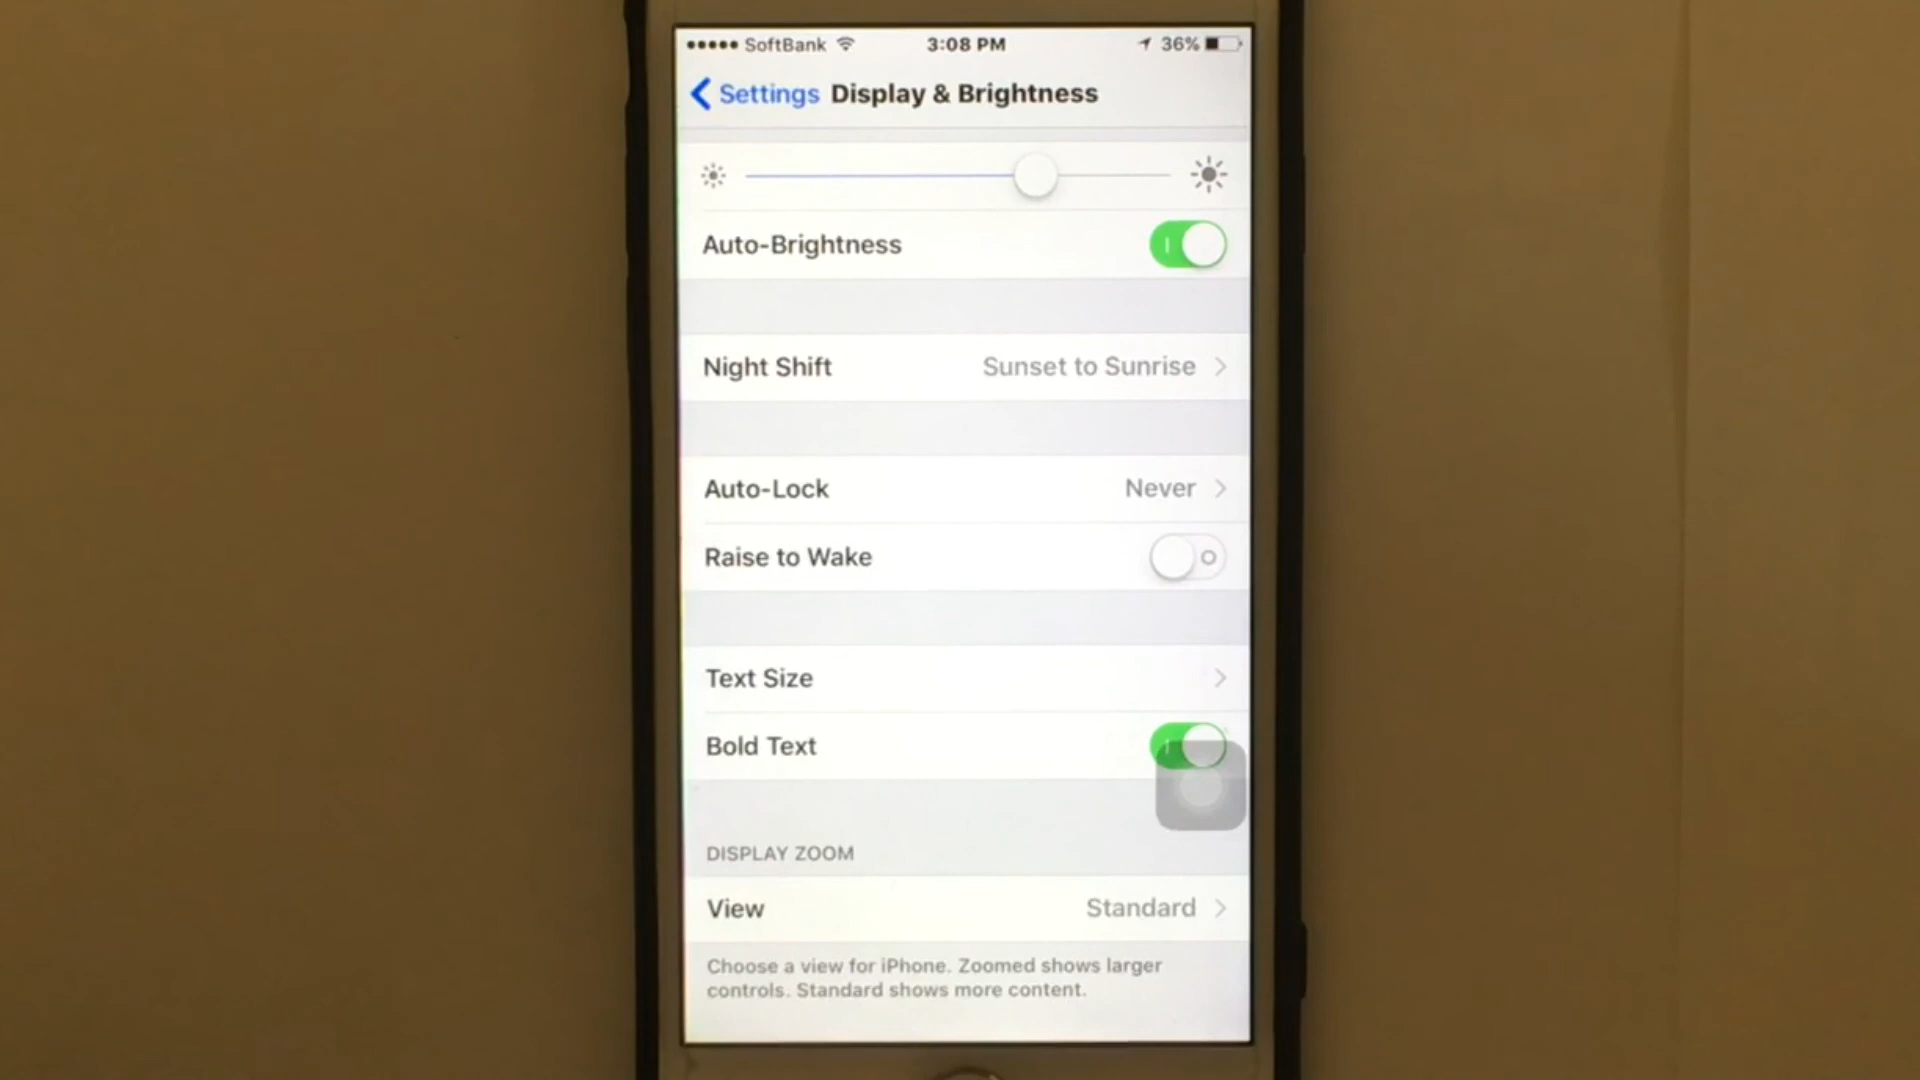 SoftBank 3:08 PM 36%
Settings Display & Brightness
Auto-Brightness
Night Shift Sunset to Sunrise
Auto-Lock Never
Raise to Wake
Text Size
Bold Text
DISPLAY ZOOM
View Standard
Choose a view for iPhone. Zoomed shows larger
controls. Standard shows more content.